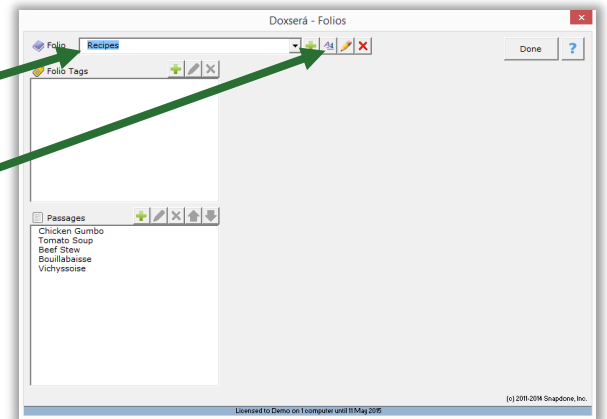 Doxserá - Folios
Folio Recipes
Done ?
Folio Tags
Passages
Chicken Gumbo
Tomato Soup
Beef Stew
Bouillabaisse
Vichyssoise
(c) 2011-2014 Snapdone, Inc.
Licensed to Demo on 1 computer until 11 May 2015